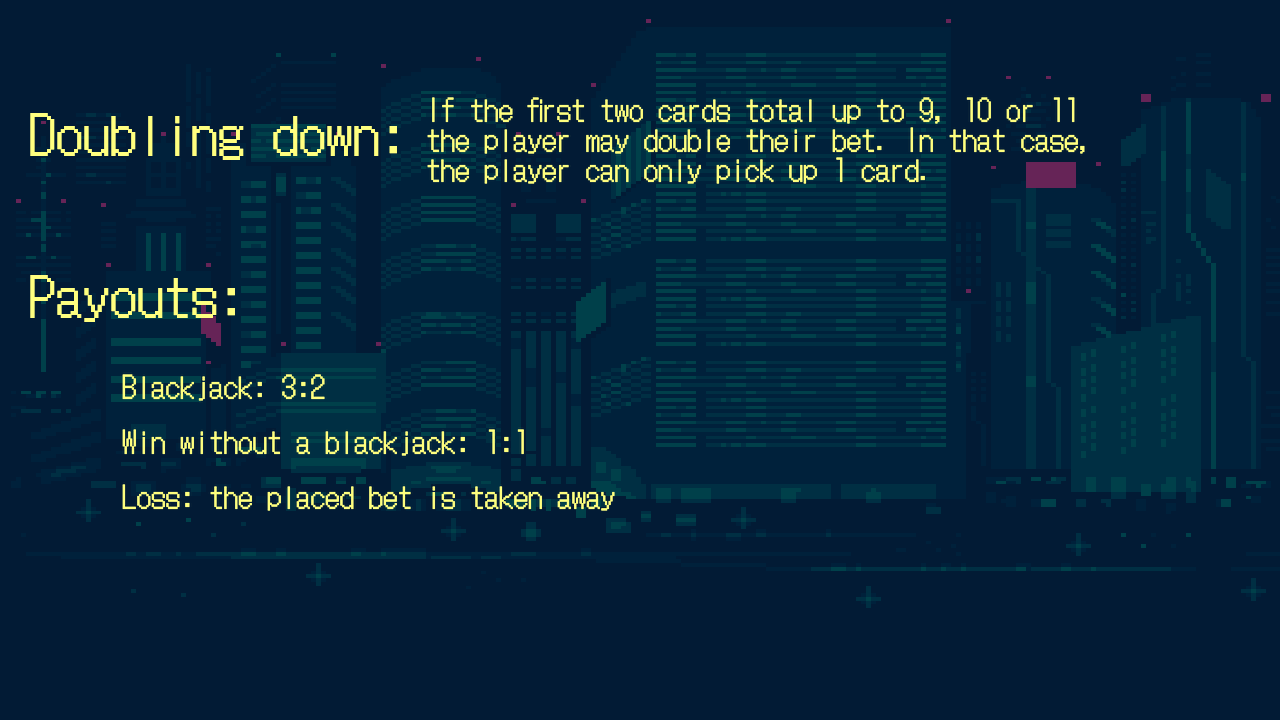 Doubling down:
If the first two cards total up to 9, 10 or 11
the player may double their bet. In that case,
the player can only pick up 1 card.
Payouts:
Blackjack: 3:2
Win without a blackjack: 1:1
Loss: the placed bet is taken away